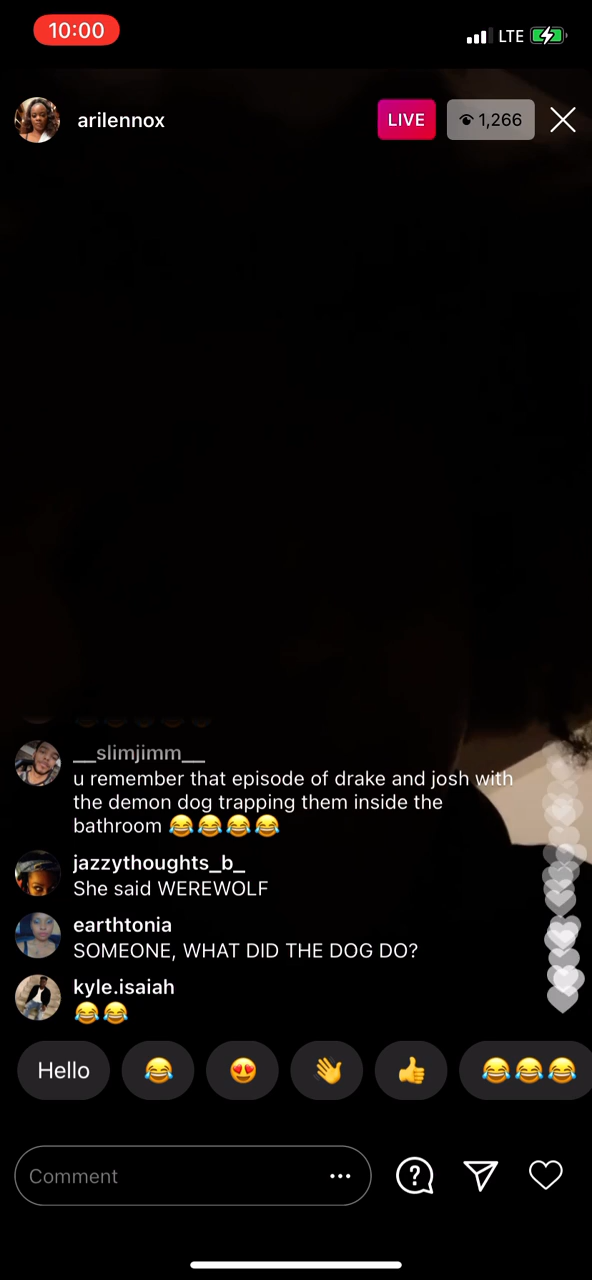 10:00
LTE
arilennox
LIVE
1,266
__slimjimm__
u remember that episode of drake and josh with
the demon dog trapping them inside the
bathroom 😂😂😂😂
jazzythoughts_b_
She said WEREWOLF
earthtonia
SOMEONE, WHAT DID THE DOG DO?
kyle.isaiah
😂😂
Hello 😂 😍 👋 👍 😂😂😂
Comment